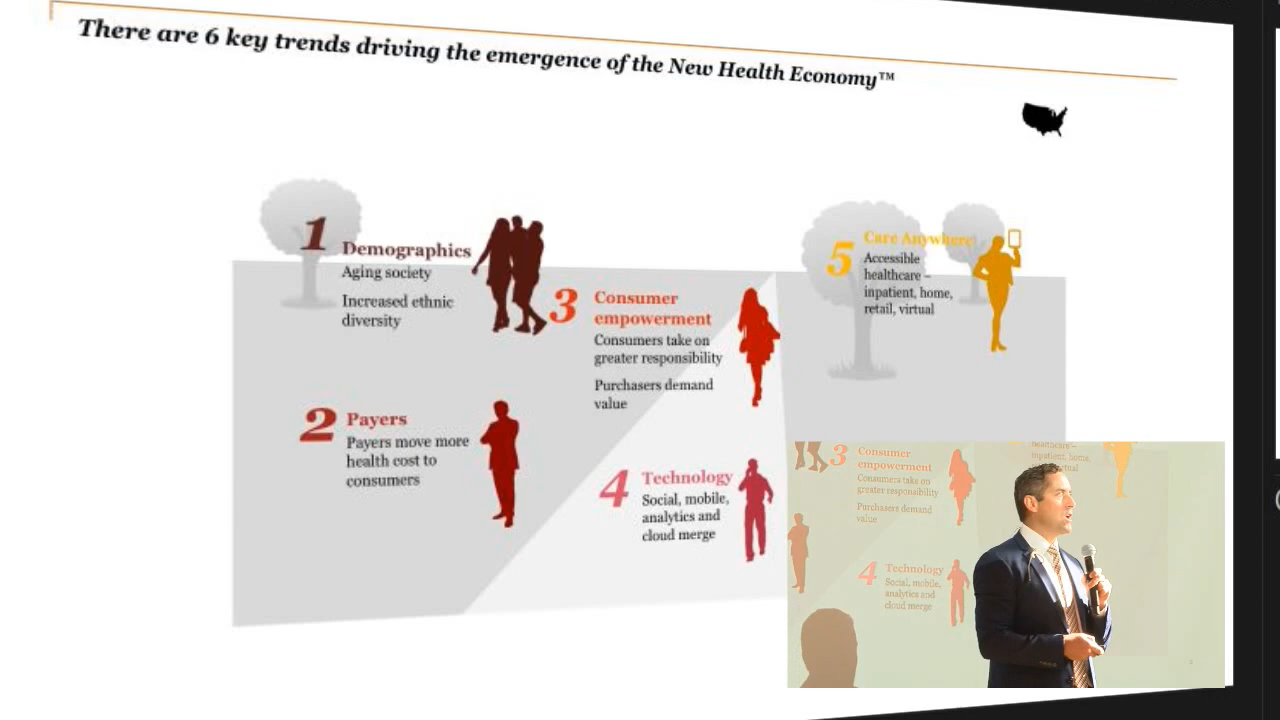 There are 6 key trends driving the emergence of the New Health Economy™
1 Demographics
Aging society
Increased ethnic
diversity
2 Payers
Payers move more
health cost to
consumers
3 Consumer
empowerment
Consumers take on
greater responsibility
Purchasers demand
value
4 Technology
Social, mobile,
analytics and
cloud merge
5 Care Anywhere
Accessible
healthcare –
inpatient, home,
retail, virtual
healthcare –
inpatient, home
3 Consumer
empowerment
Consumers take on
greater responsibility
Purchasers demand
value
4 Technology
Social, mobile,
analytics and
cloud merge